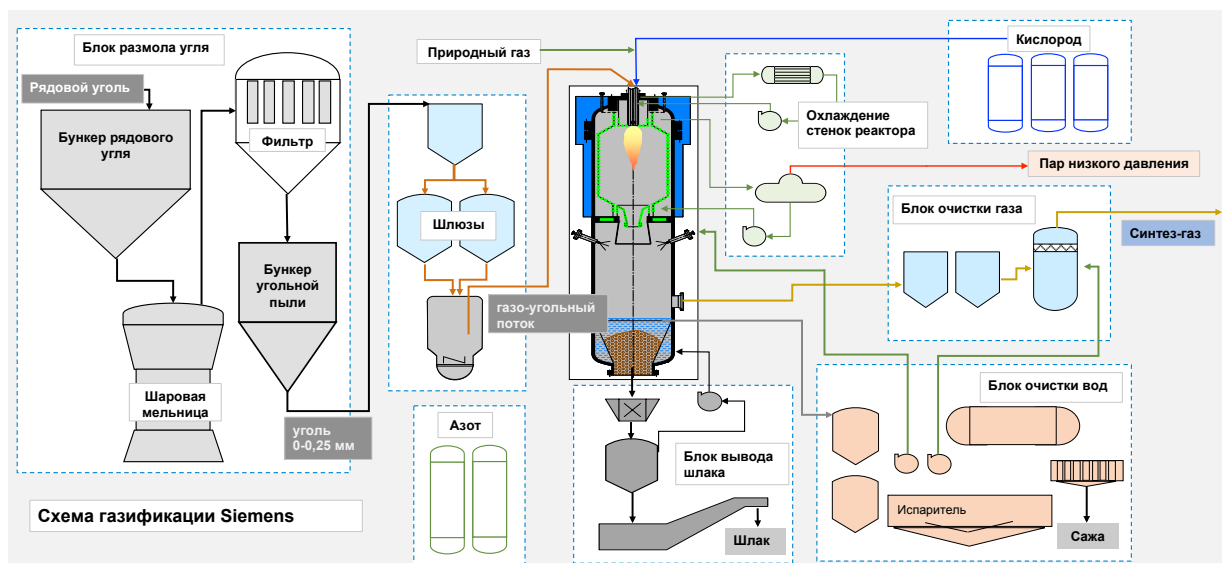 Блок размола угля
Рядовой уголь
Бункер рядового
угля
Фильтр
Бункер
угольной
пыли
Шаровая
мельница
уголь
0-0,25 мм
Схема газификации Siemens
Природный газ
Шлюзы
газо-угольный
поток
Азот
Кислород
Охлаждение
стенок реактора
Пар низкого давления
Блок очистки газа
Синтез-газ
Блок вывода
шлака
Шлак
Блок очистки вод
Испаритель
Сажа